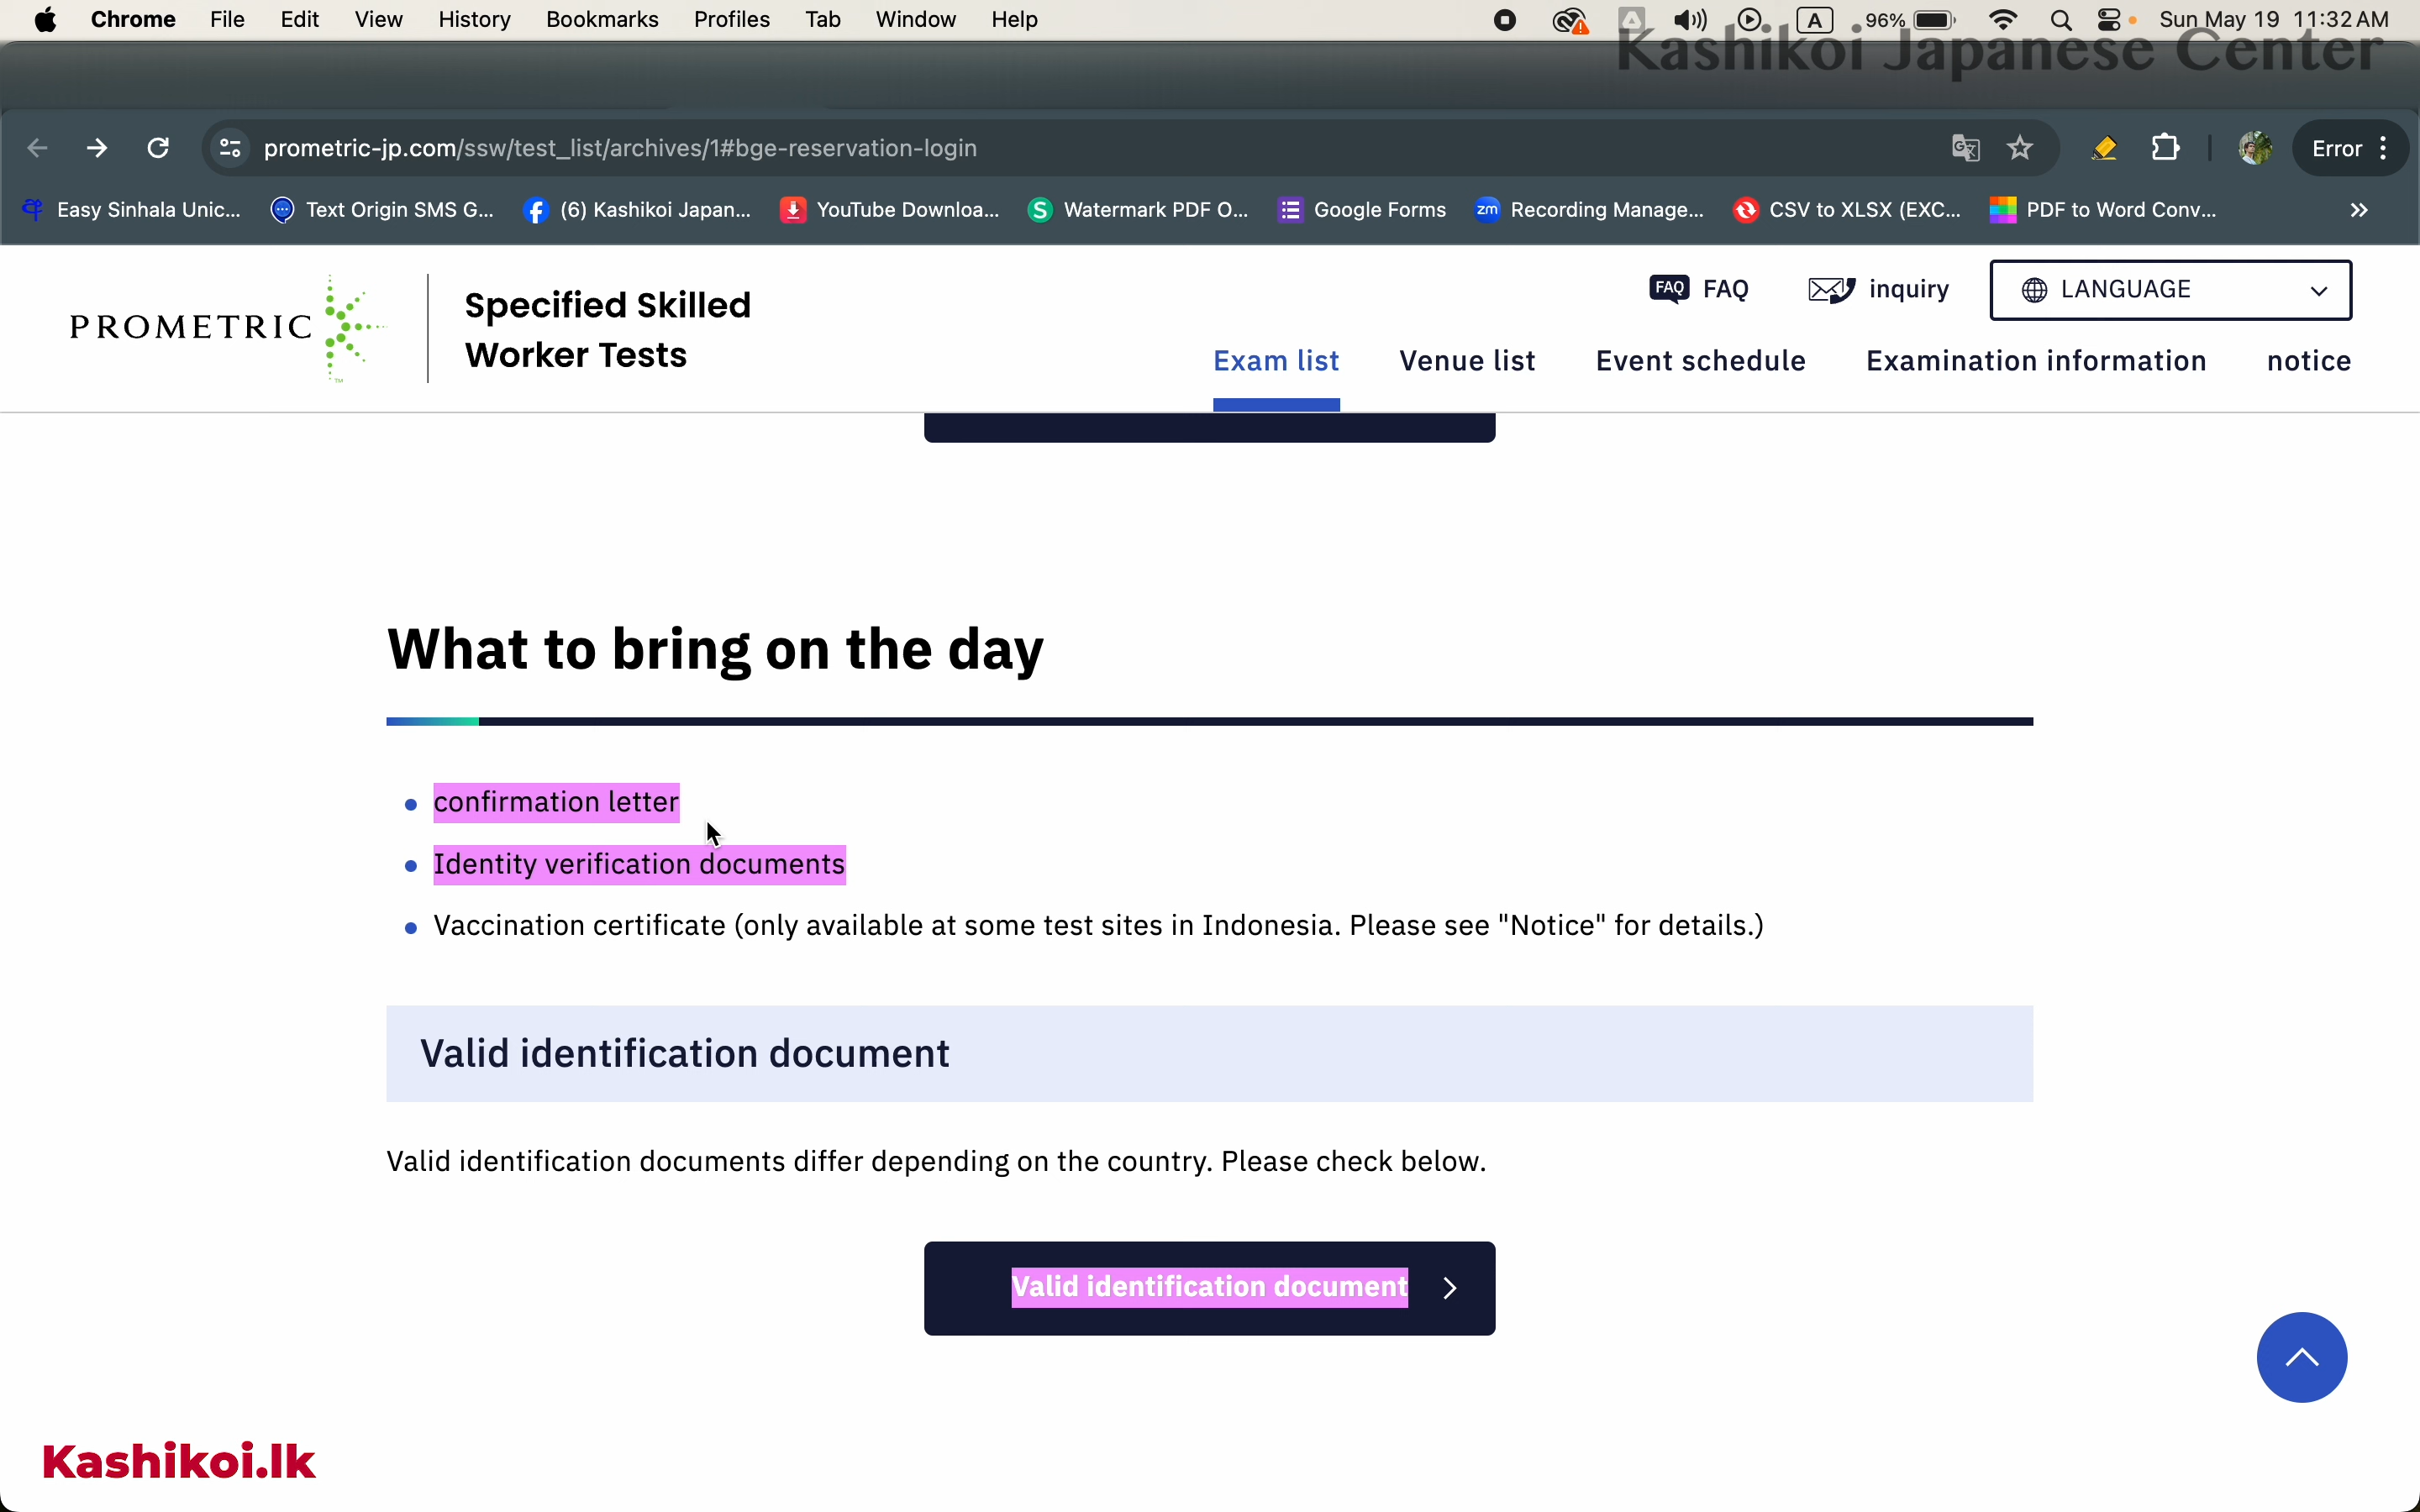 Chrome File Edit View History Bookmarks Profiles Tab Window Help A 96% Sun May 19 11:32 AM
Kashikoi Japanese Center
prometric-jp.com/ssw/test_list/archives/1#bge-reservation-login Error
Easy Sinhala Unic... Text Origin SMS G... (6) Kashikoi Japan... YouTube Downloa... S Watermark PDF O... Google Forms zm Recording Manage... CSV to XLSX (EXC... PDF to Word Conv...
PROMETRIC TM
Specified Skilled
Worker Tests
FAQ FAQ inquiry LANGUAGE
Exam list Venue list Event schedule Examination information notice
What to bring on the day
confirmation letter
Identity verification documents
Vaccination certificate (only available at some test sites in Indonesia. Please see "Notice" for details.)
Valid identification document
Valid identification documents differ depending on the country. Please check below.
Valid identification document
Kashikoi.lk